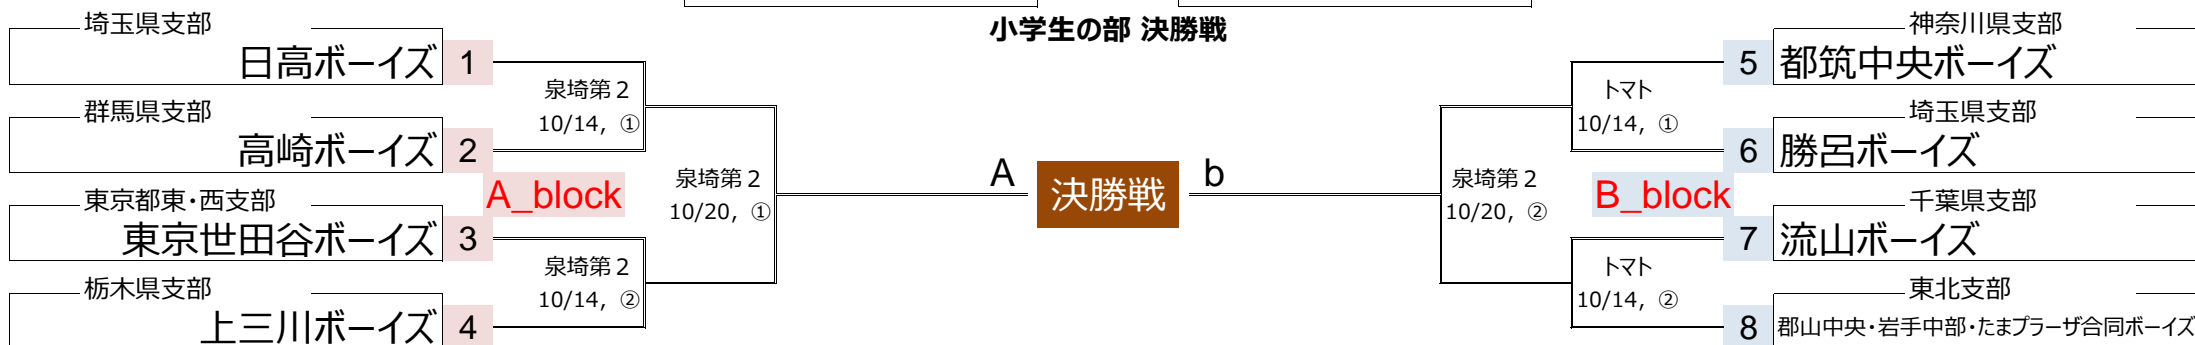 小学生の部 決勝戦
埼玉県支部
日高ボーイズ 1
泉埼第２
10/14, ①
群馬県支部
高崎ボーイズ 2
A_block
泉埼第２
10/20, ①
東京都東・西支部
東京世田谷ボーイズ 3
泉埼第２
10/14, ②
栃木県支部
上三川ボーイズ 4
A 決勝戦 b
神奈川県支部
5 都筑中央ボーイズ
トマト
10/14, ①
埼玉県支部
6 勝呂ボーイズ
泉埼第２
10/20, ②
B_block
千葉県支部
7 流山ボーイズ
トマト
10/14, ②
東北支部
8 郡山中央・岩手中部・たまプラーザ合同ボーイズ